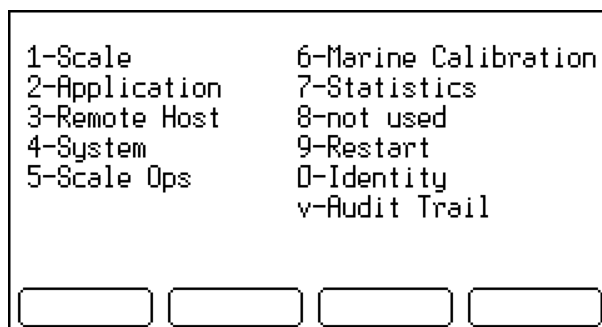 1-Scale
2-Application
3-Remote Host
4-System
5-Scale Ops
6-Marine Calibration
7-Statistics
8-not used
9-Restart
0-Identity
v-Audit Trail